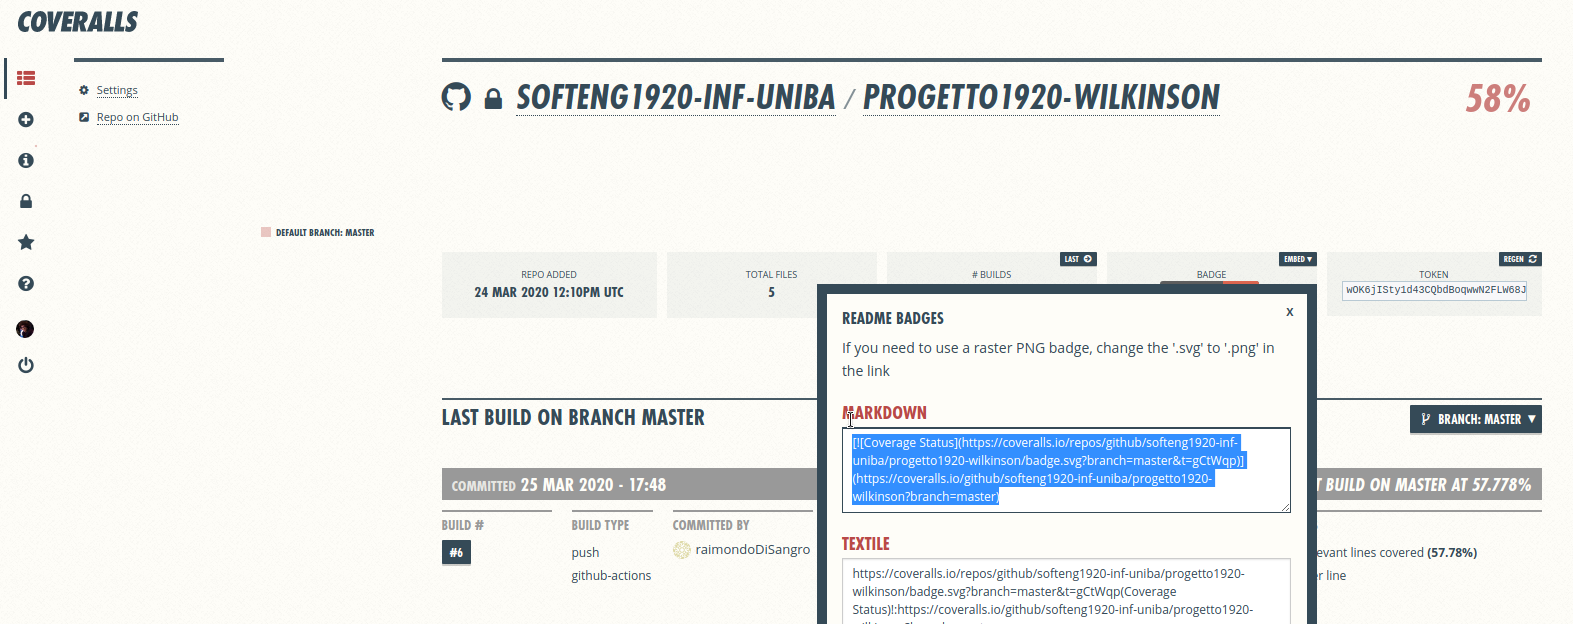 COVERALLS
Settings
Repo on GitHub
SOFTENG1920-INF-UNIBA / PROGETTO1920-WILKINSON
58%
DEFAULT BRANCH: MASTER
REPO ADDED
24 MAR 2020 12:10PM UTC
TOTAL FILES
5
LAST
# BUILDS
EMBED ▾
BADGE
REGEN
TOKEN
wOK6jISty1d43CQbdBoqwwN2FLW68J
README BADGES
X
If you need to use a raster PNG badge, change the '.svg' to '.png' in
the link
MARKDOWN
[![Coverage Status](https://coveralls.io/repos/github/softeng1920-inf-
uniba/progetto1920-wilkinson/badge.svg?branch=master&t=gCtWqp)]
(https://coveralls.io/github/softeng1920-inf-uniba/progetto1920-
wilkinson?branch=master)
TEXTILE
https://coveralls.io/repos/github/softeng1920-inf-uniba/progetto1920-
wilkinson/badge.svg?branch=master&t=gCtWqp(Coverage
Status)!:https://coveralls.io/github/softeng1920-inf-uniba/progetto1920-
LAST BUILD ON BRANCH MASTER
BRANCH: MASTER ▼
COMMITTED 25 MAR 2020 - 17:48
T BUILD ON MASTER AT 57.778%
BUILD #
#6
BUILD TYPE
push
github-actions
COMMITTED BY
raimondoDiSangro
evant lines covered (57.78%)
r line